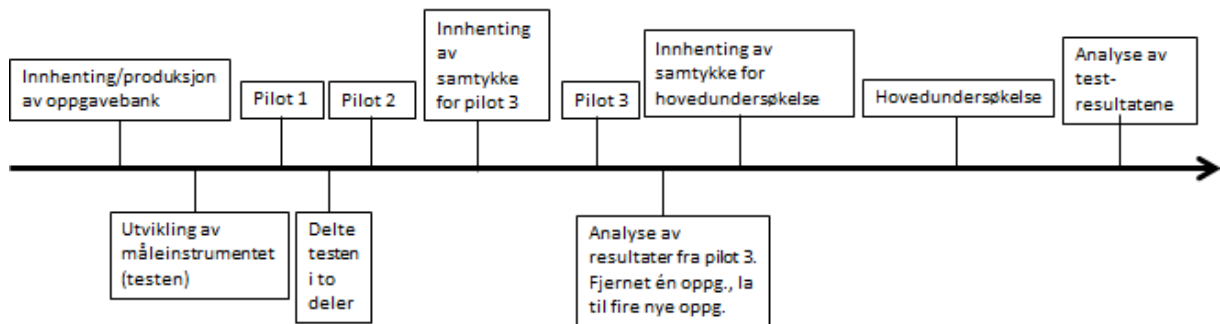 Innhenting/produksjon
av oppgavebank
Pilot 1
Pilot 2
Innhenting
av
samtykke
for pilot 3
Pilot 3
Innhenting av
samtykke for
hovedundersøkelse
Hovedundersøkelse
Analyse av
test-
resultatene
Utvikling av
måleinstrumentet
(testen)
Delte
testen
i to
deler
Analyse av
resultater fra pilot 3.
Fjernet én oppg., la
til fire nye oppg.